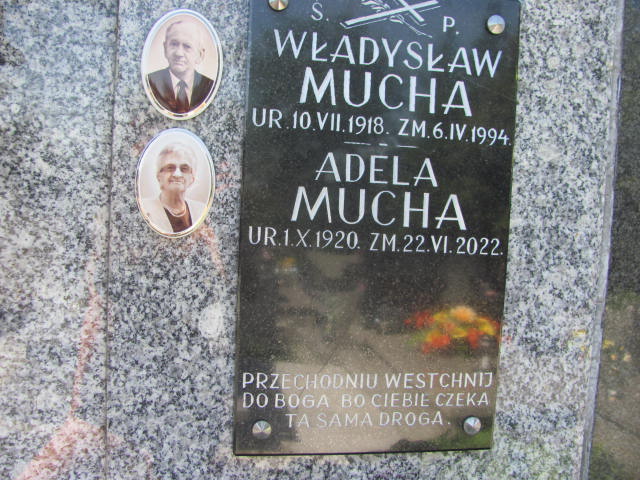 Ś. P.
WŁADYSŁAW
MUCHA
UR.10.VII.1918. ZM.6.IV.1994.
ADELA
MUCHA
UR.1.X.1920. ZM.22.VI.2022.
PRZECHODNIU WESTCHNIJ
DO BOGA BO CIEBIE CZEKA
TA SAMA DROGA.